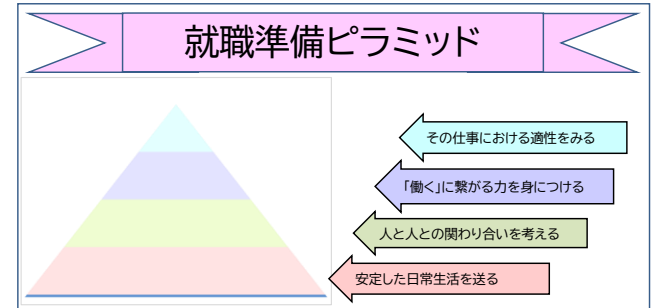 就職準備ピラミッド
その仕事における適性をみる
「働く」に繋がる力を身につける
人と人との関わり合いを考える
安定した日常生活を送る